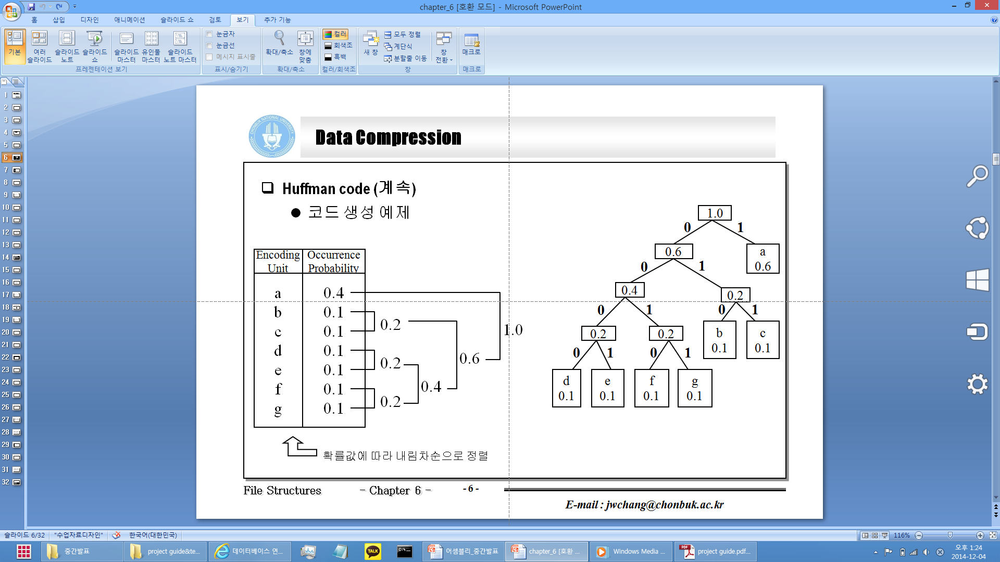 chapter_6 [호환 모드] - Microsoft PowerPoint
홈 삽입 디자인 애니메이션 슬라이드 쇼 검토 보기 추가 기능
기본
여러 슬라이드
슬라이드 노트
슬라이드 쇼
슬라이드 마스터
유인물 마스터
슬라이드 노트 마스터
프레젠테이션 보기
눈금자
눈금선
메시지 표시줄
표시/숨기기
확대/축소
창에 맞춤
확대/축소
컬러
회색조
흑백
컬러/회색조
새 창
모두 정렬
계단식
분할줄 이동
창 전환
창
매크로
매크로
1
2
3
4
5
6
7
8
9
10
11
12
13
14
15
16
17
18
19
20
21
22
23
24
25
26
27
28
29
30
31
32
CHONBUK NATIONAL UNIVERSITY
Data Compression
Huffman code (계속)
코드 생성 예제
Encoding Unit
Occurrence Probability
a 0.4
b 0.1
c 0.1
d 0.1
e 0.1
f 0.1
g 0.1
0.2
0.2
0.2
0.4
0.6
1.0
확률값에 따라 내림차순으로 정렬
1.0
0 1
0.6
a
0.6
0 1
0.4 0.2
0 1 0 1
0.2 0.2
b
0.1
c
0.1
0 1 0 1
d
0.1
e
0.1
f
0.1
g
0.1
File Structures - Chapter 6 - - 6 -
E-mail : jwchang@chonbuk.ac.kr
슬라이드 6/32 "수업자료디자인" 한국어(대한민국) 116%
중간발표
project guide&te...
데이터베이스 연...
TALK
C:\
어셈블리_중간발표
chapter_6 [호환 ...
Windows Media ...
PDF
project guide.pdf...
오후 1:24
2014-12-04